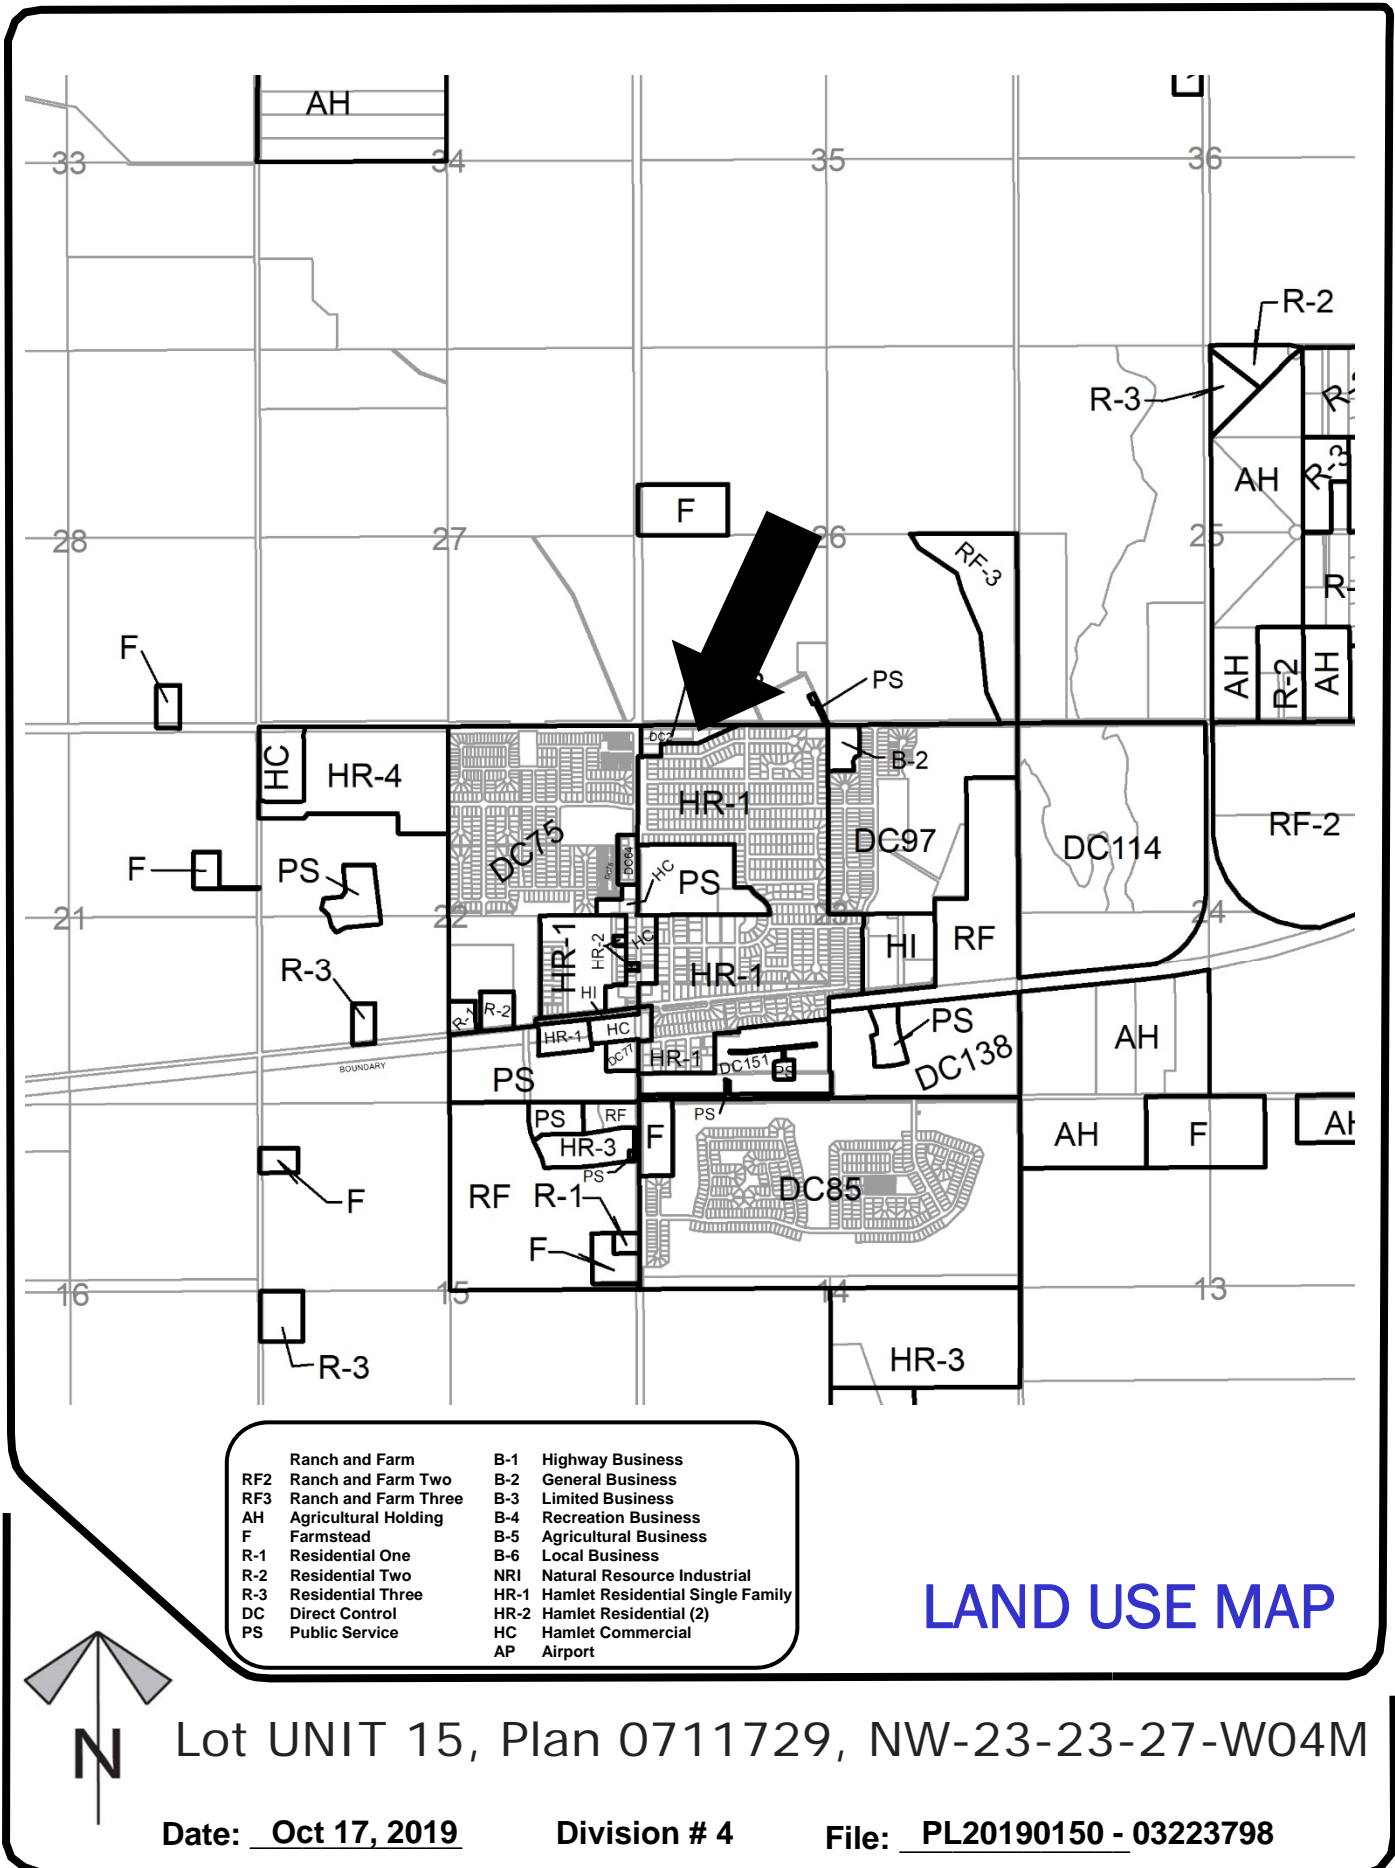 AH
33
34
35
36
R-2
R-3
AH
F
28
27
26
25
RF-3
F
PS
AH
R-2
AH
HC
HR-4
B-2
HR-1
DC75
DC64
HC
PS
DC97
DC114
RF-2
F
PS
21
22
24
HR-1
HR-2
HC
HR-1
HI
RF
R-3
HI
R-1
R-2
HR-1
HC
DC77
HR-1
DC151
PS
PS
DC138
AH
BOUNDARY
PS
PS
RF
PS
F
AH
F
HR-3
PS
RF
R-1
DC85
F
F
16
15
14
13
R-3
HR-3
Ranch and Farm
RF2 Ranch and Farm Two
RF3 Ranch and Farm Three
AH Agricultural Holding
F Farmstead
R-1 Residential One
R-2 Residential Two
R-3 Residential Three
DC Direct Control
PS Public Service
B-1 Highway Business
B-2 General Business
B-3 Limited Business
B-4 Recreation Business
B-5 Agricultural Business
B-6 Local Business
NRI Natural Resource Industrial
HR-1 Hamlet Residential Single Family
HR-2 Hamlet Residential (2)
HC Hamlet Commercial
AP Airport
LAND USE MAP
N
Lot UNIT 15, Plan 0711729, NW-23-23-27-W04M
Date: Oct 17, 2019 Division # 4 File: PL20190150 - 03223798